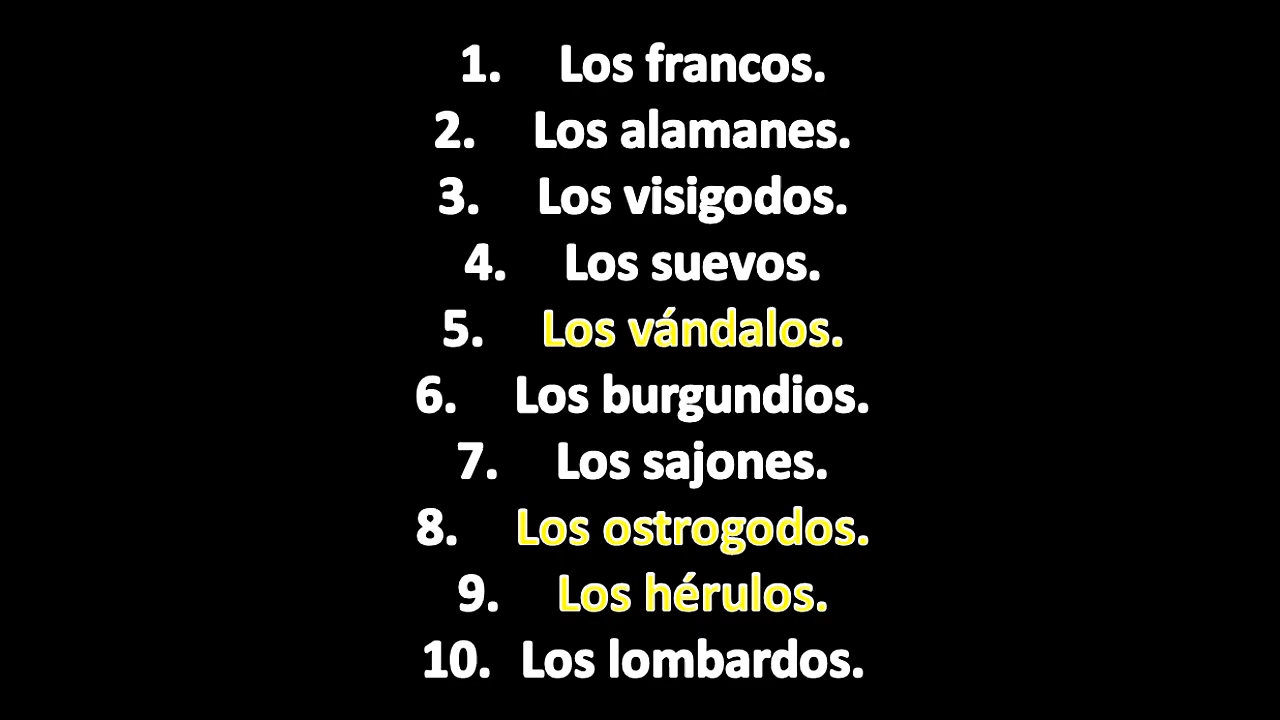 1. Los francos.
2. Los alamanes.
3. Los visigodos.
4. Los suevos.
5. Los vándalos.
6. Los burgundios.
7. Los sajones.
8. Los ostrogodos.
9. Los hérulos.
10. Los lombardos.